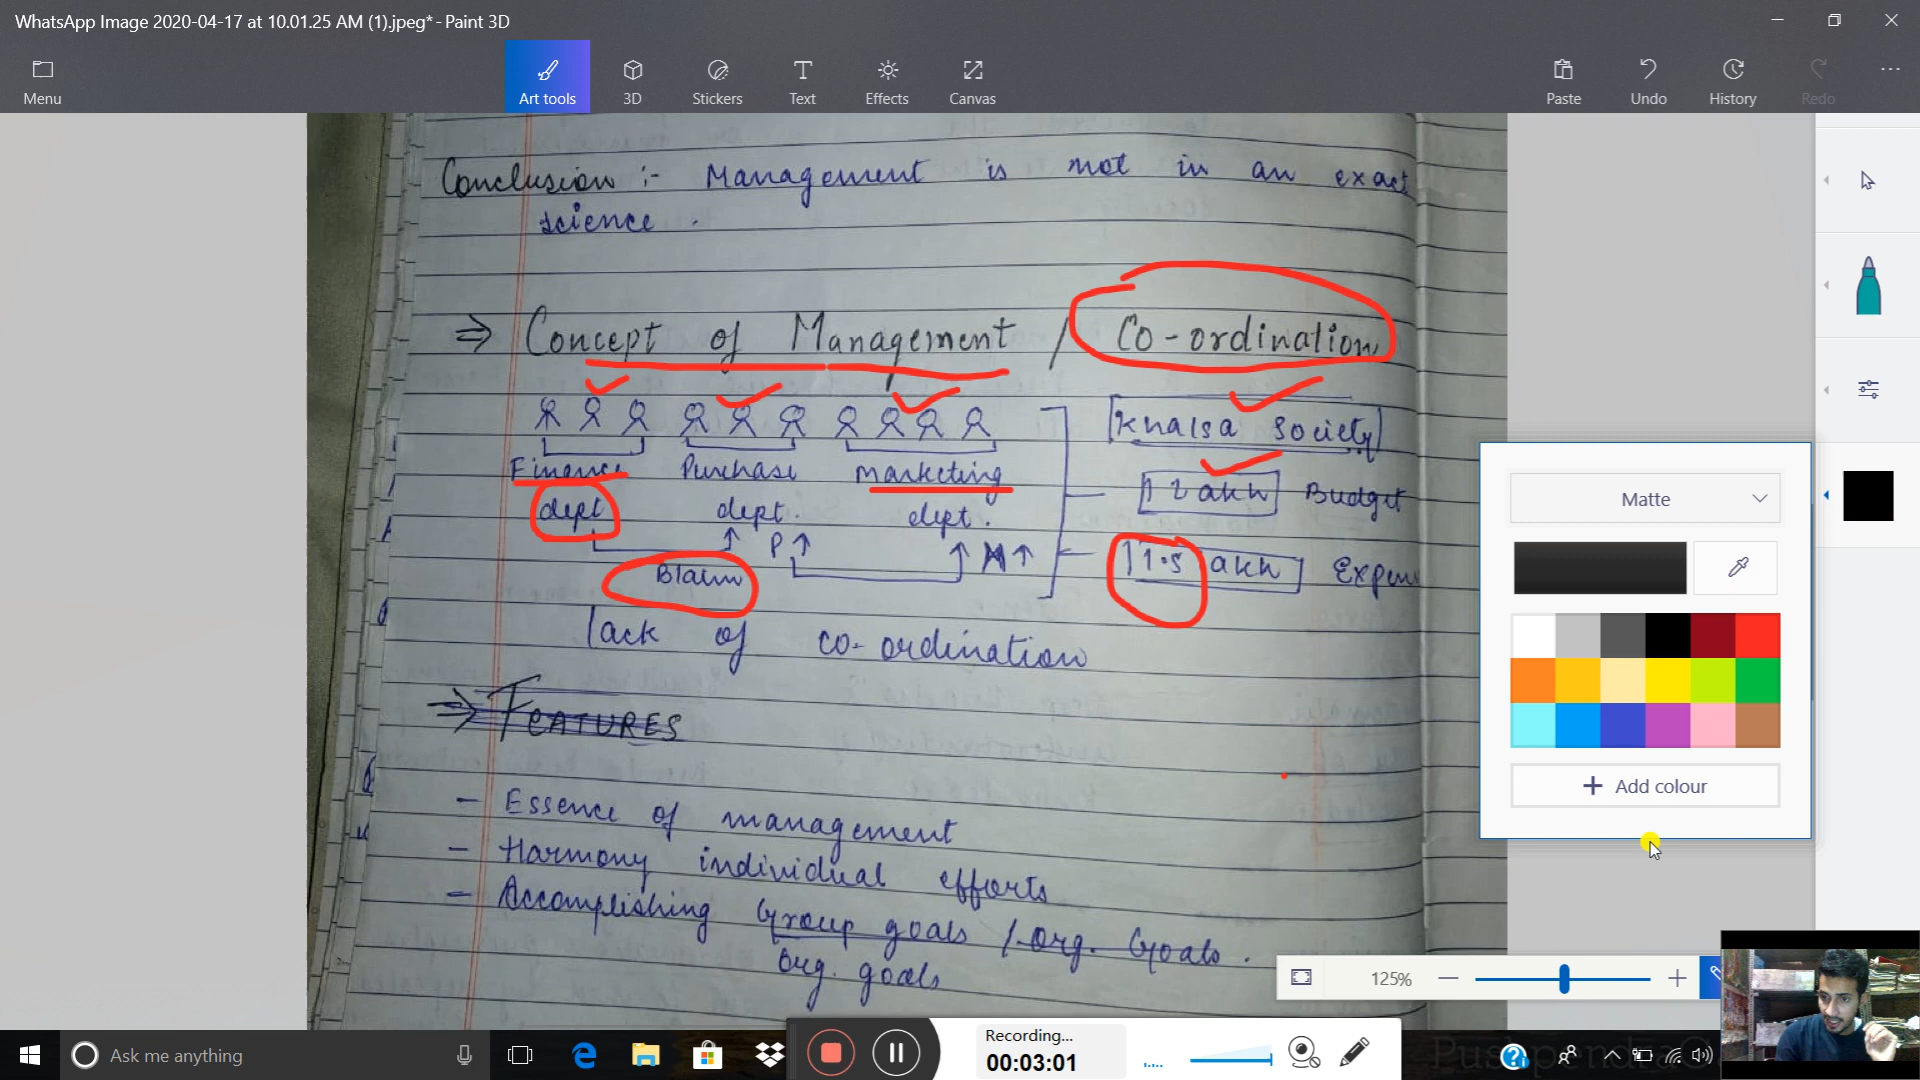 WhatsApp Image 2020-04-17 at 10.01.25 AM (1).jpeg* - Paint 3D
Menu Art tools 3D Stickers Text Effects Canvas Paste Undo History Redo
Conclusion :- Management is not in an exact
science .
⇒ Concept of Management / Co-ordination
Khalsa Society
Finance Purchase Marketing
dept dept. dept.
1 Lakh Budget
P↑ M↑
Blaim
1.5 Lakh Expen
lack of co-ordination
⇒ FEATURES
- Essence of management
- Harmony individual efforts
- Accomplishing Group goals / org. Goals .
org. goals
Matte
Add colour
125%
Ask me anything
Recording...
00:03:01